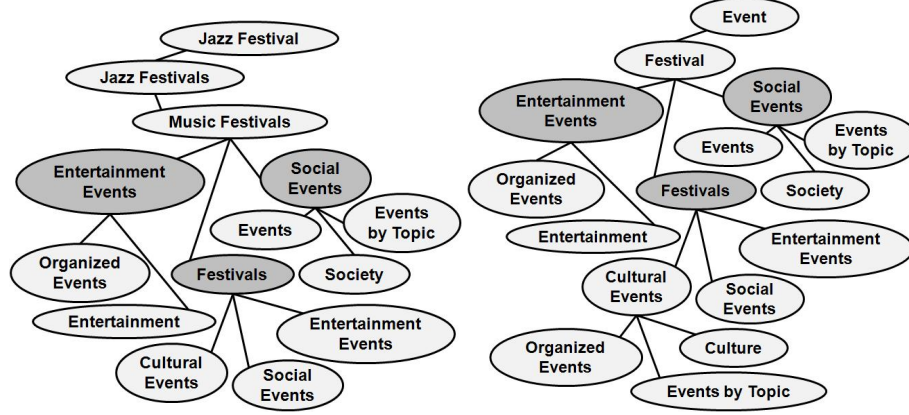 Jazz Festival
Jazz Festivals
Music Festivals
Entertainment
Events
Social
Events
Events
Events
by Topic
Organized
Events
Festivals
Society
Entertainment
Entertainment
Events
Cultural
Events
Social
Events
Event
Festival
Entertainment
Events
Social
Events
Events
Events
by Topic
Organized
Events
Festivals
Society
Entertainment
Entertainment
Events
Cultural
Events
Social
Events
Organized
Events
Culture
Events by Topic